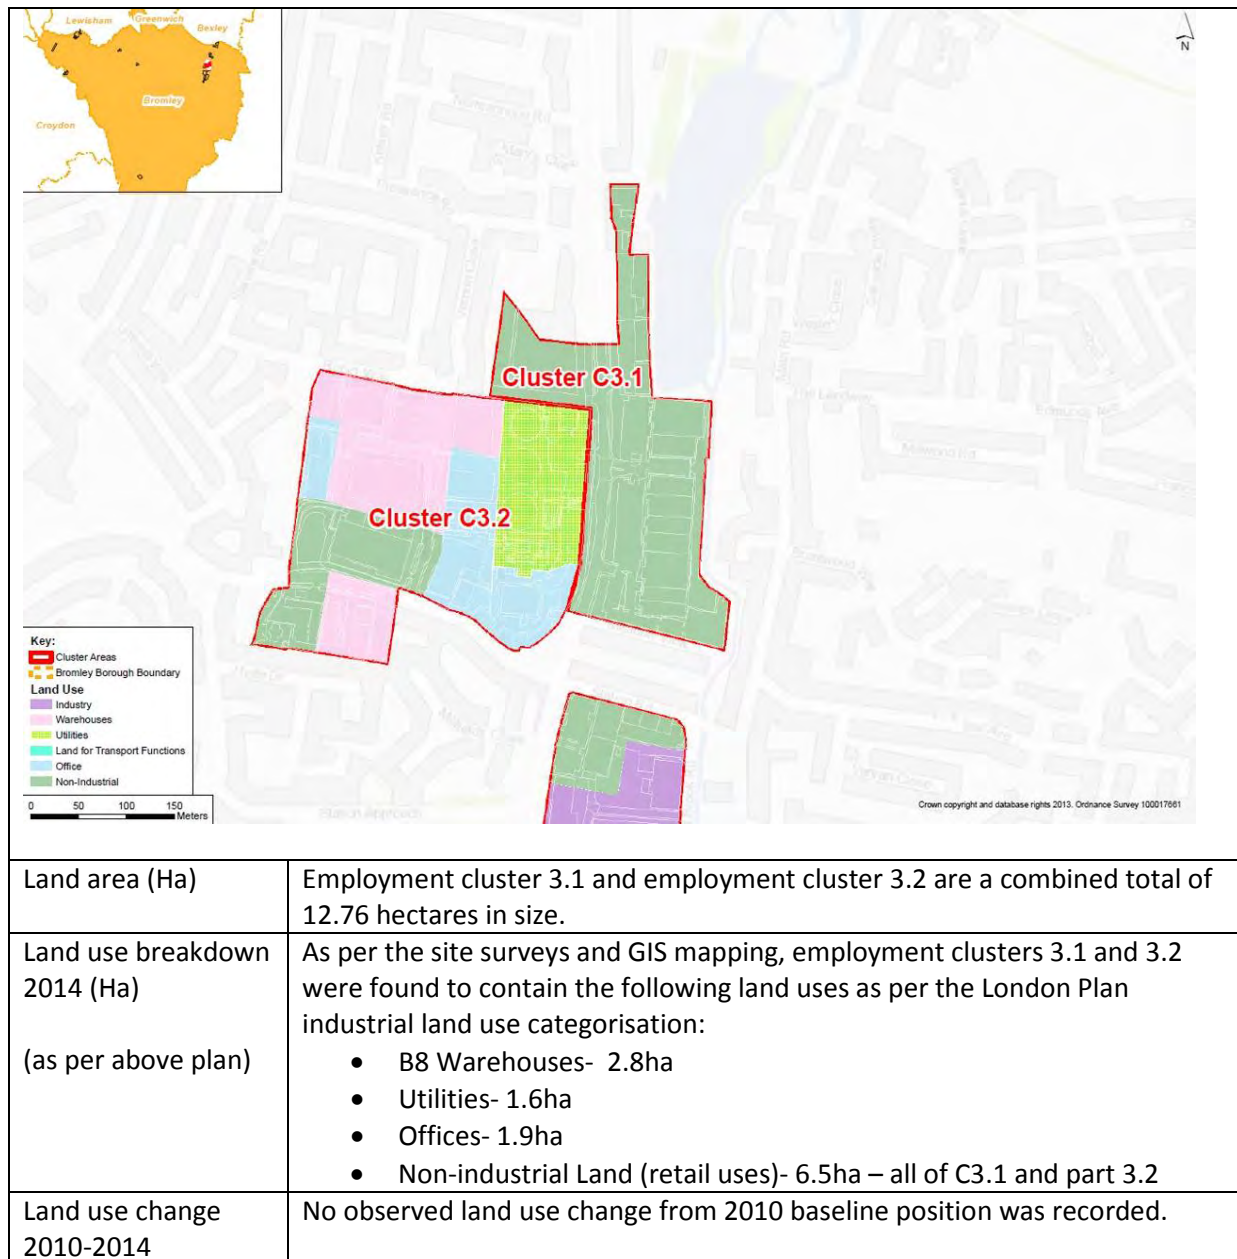 Lewisham
Greenwich
Bexley
Bromley
Croydon
N
Cluster C3.1
Cluster C3.2
Key:
Cluster Areas
Bromley Borough Boundary
Land Use
Industry
Warehouses
Utilities
Land for Transport Functions
Office
Non-Industrial
0 50 100 150
Meters
Station Approach
Crown copyright and database rights 2013. Ordnance Survey 100017661
Land area (Ha)
Employment cluster 3.1 and employment cluster 3.2 are a combined total of
12.76 hectares in size.
Land use breakdown
2014 (Ha)
(as per above plan)
As per the site surveys and GIS mapping, employment clusters 3.1 and 3.2
were found to contain the following land uses as per the London Plan
industrial land use categorisation:
• B8 Warehouses- 2.8ha
• Utilities- 1.6ha
• Offices- 1.9ha
• Non-industrial Land (retail uses)- 6.5ha – all of C3.1 and part 3.2
Land use change
2010-2014
No observed land use change from 2010 baseline position was recorded.